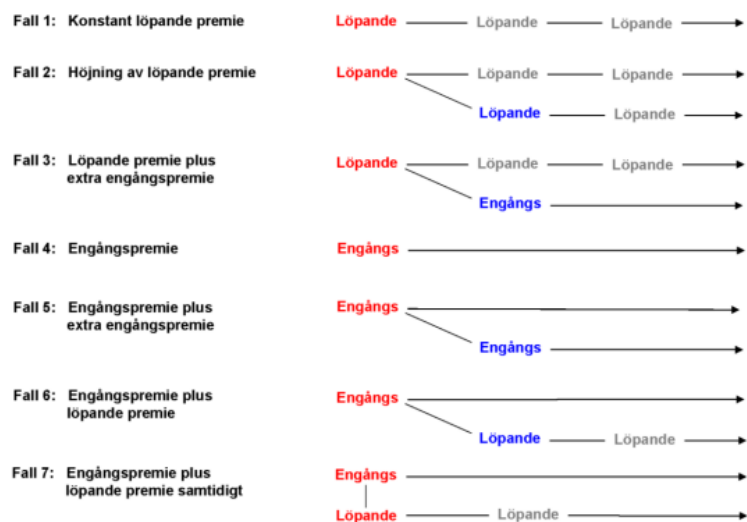 Fall 1: Konstant löpande premie Löpande Löpande Löpande
Fall 2: Höjning av löpande premie Löpande Löpande Löpande
Löpande Löpande
Fall 3: Löpande premie plus Löpande Löpande Löpande
extra engångspremie
Engångs
Fall 4: Engångspremie Engångs
Fall 5: Engångspremie plus Engångs
extra engångspremie
Engångs
Fall 6: Engångspremie plus Engångs
löpande premie
Löpande Löpande
Fall 7: Engångspremie plus Engångs
löpande premie samtidigt
Löpande Löpande